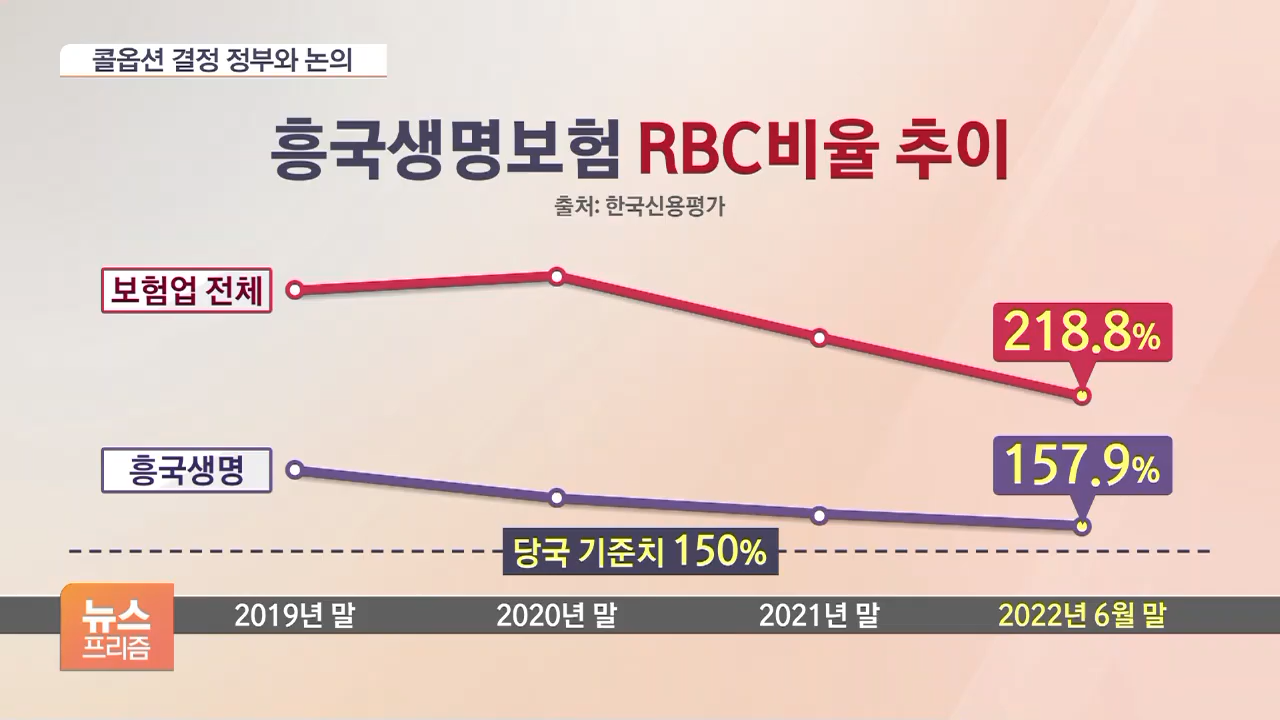 콜옵션 결정 정부와 논의
흥국생명보험 RBC비율 추이
출처: 한국신용평가
보험업 전체
218.8%
흥국생명
157.9%
당국 기준치 150%
2019년 말
2020년 말
2021년 말
2022년 6월 말
뉴스
프리즘